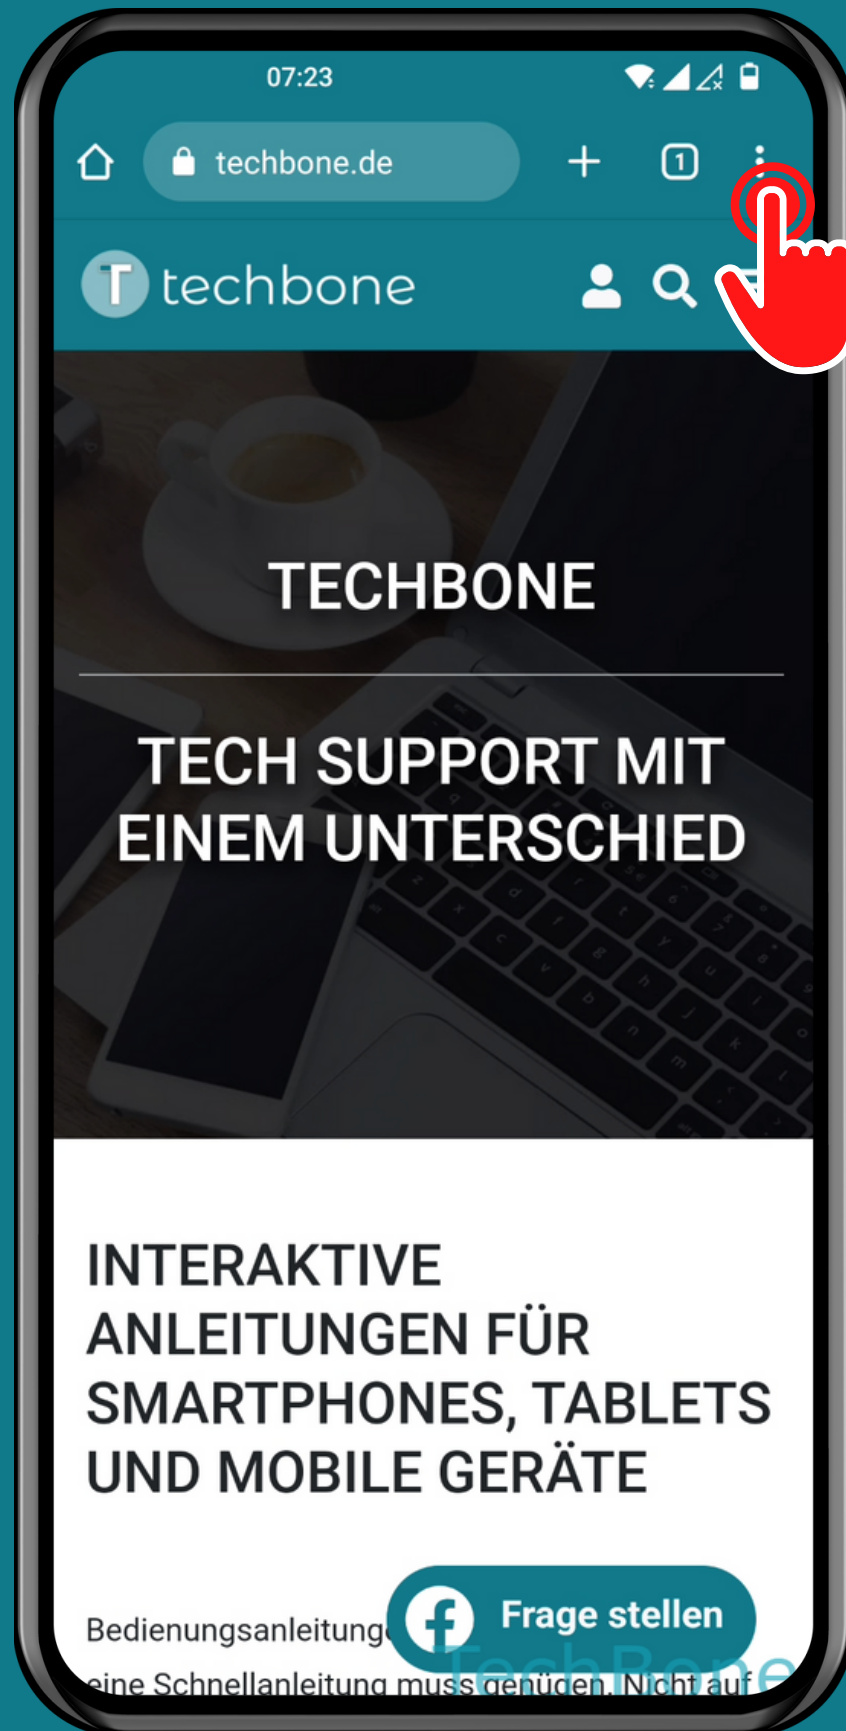 07:23
techbone.de
1
T techbone
TECHBONE
TECH SUPPORT MIT
EINEM UNTERSCHIED
INTERAKTIVE
ANLEITUNGEN FÜR
SMARTPHONES, TABLETS
UND MOBILE GERÄTE
Frage stellen
eine Schnellanleitung muss genügen. Nicht auf
TechBone